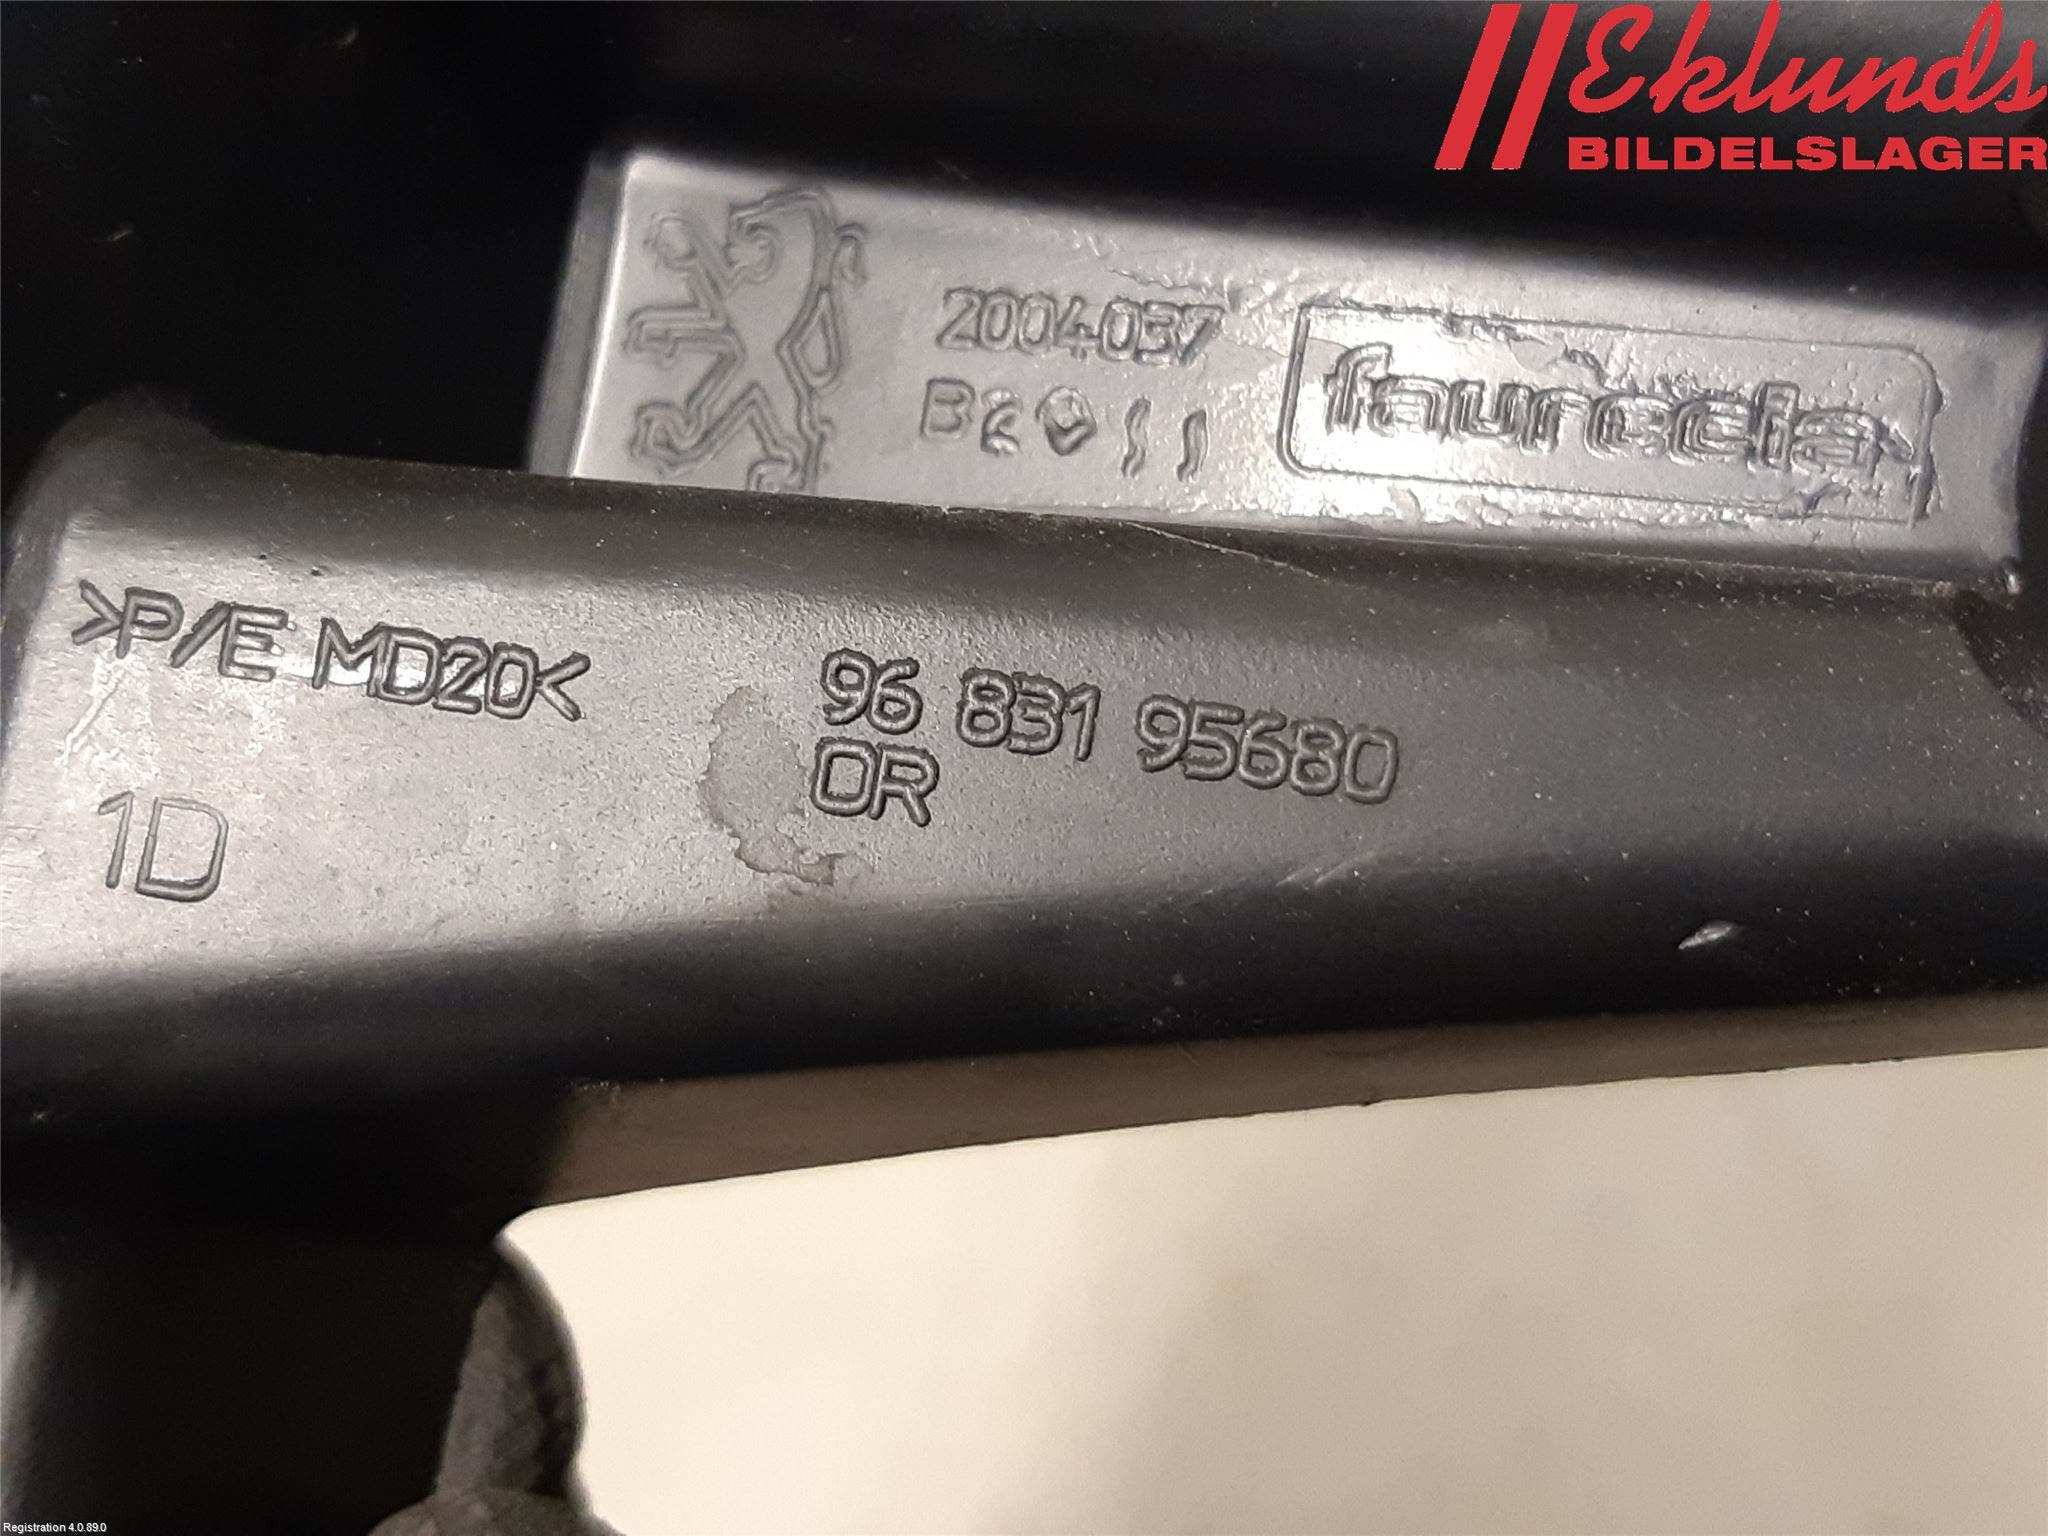 Eklunds
BILDELSLAGER
2004037
faurecia
>P/E MD20<
96 831 95680
OR
1D
Registration 4.0.89.0